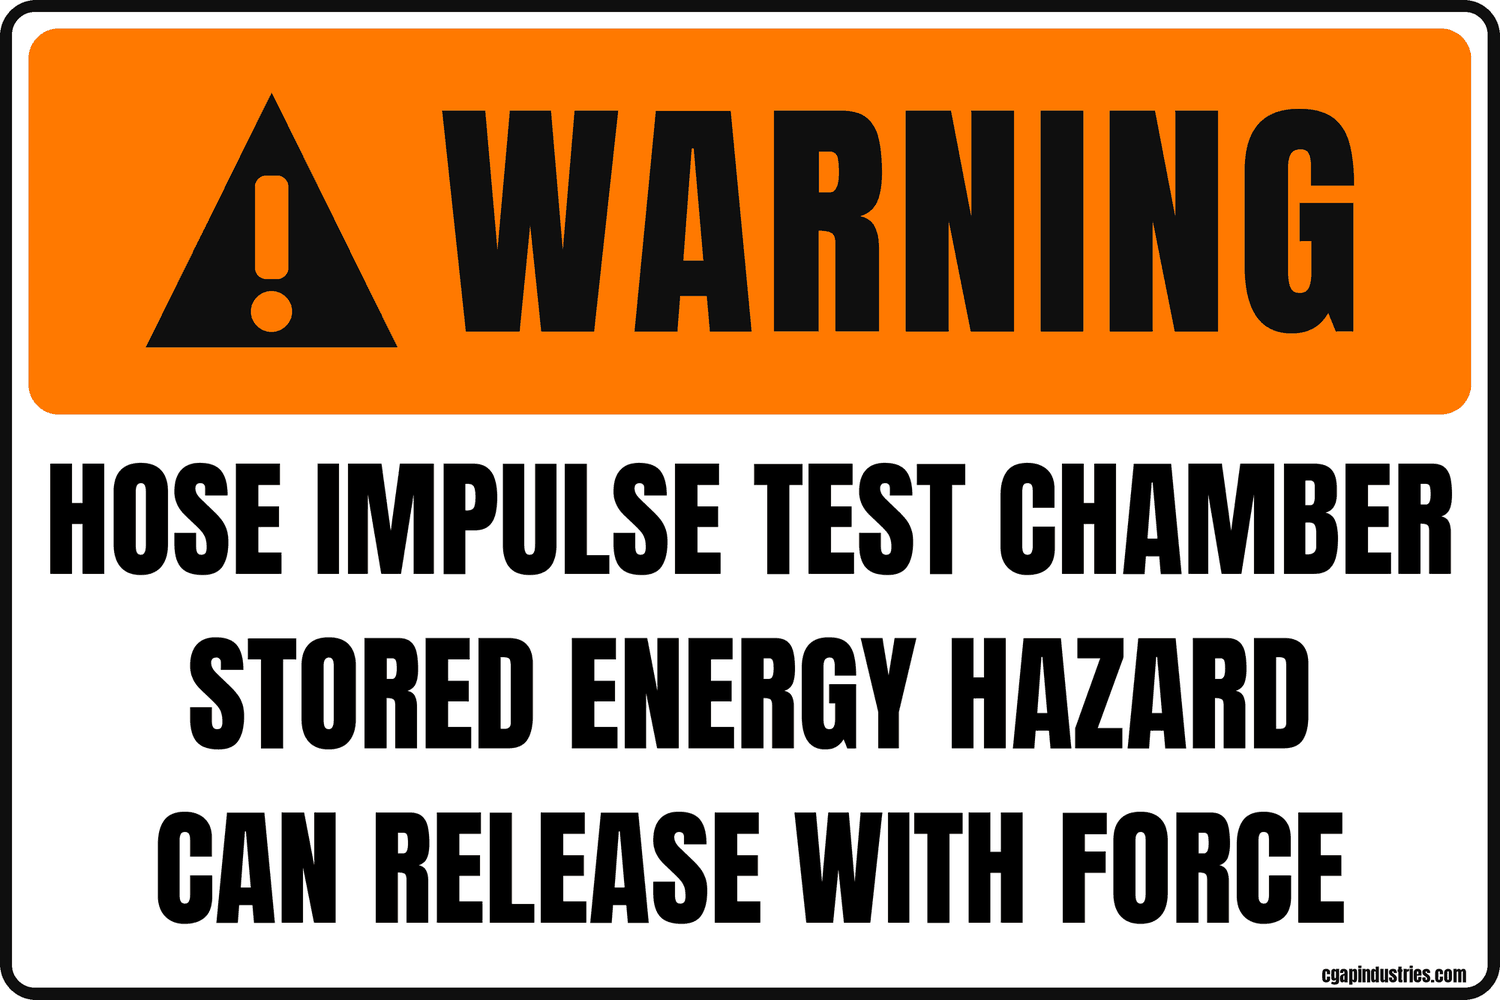 WARNING
HOSE IMPULSE TEST CHAMBER
STORED ENERGY HAZARD
CAN RELEASE WITH FORCE
cgapindustries.com